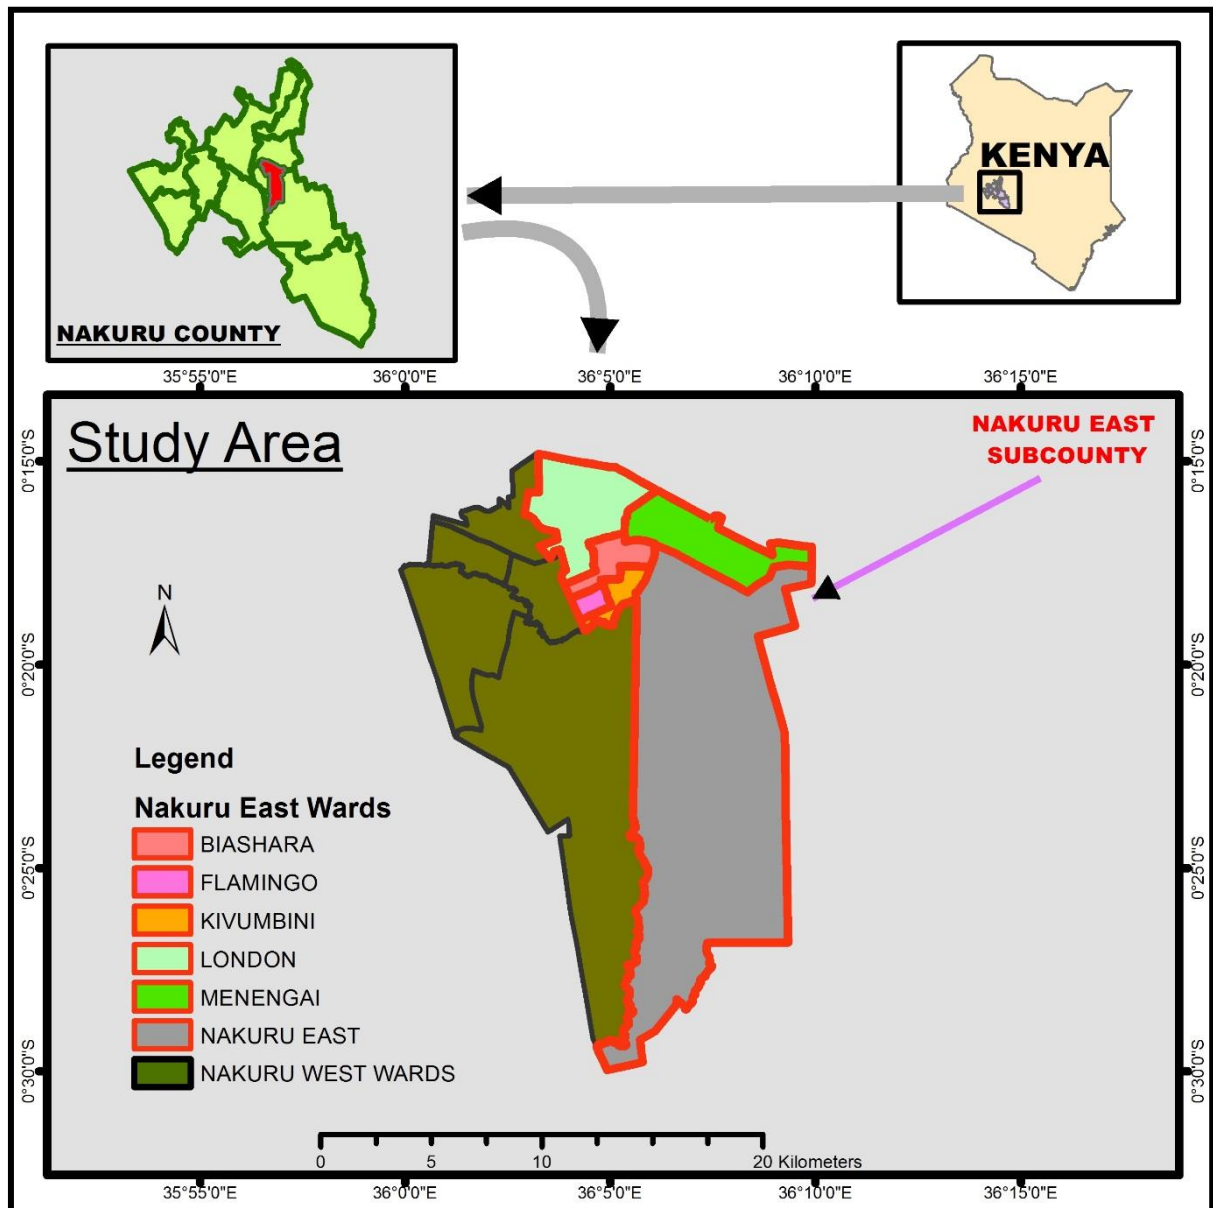 KENYA
NAKURU COUNTY
35°55'0"E
36°0'0"E
36°5'0"E
36°10'0"E
36°15'0"E
Study Area
NAKURU EAST
SUBCOUNTY
0°15'0"S
0°15'0"S
N
0°20'0"S
0°20'0"S
Legend
Nakuru East Wards
BIASHARA
FLAMINGO
KIVUMBINI
LONDON
MENENGAI
NAKURU EAST
NAKURU WEST WARDS
0°25'0"S
0°25'0"S
0°30'0"S
0°30'0"S
0 5 10 20 Kilometers
35°55'0"E
36°0'0"E
36°5'0"E
36°10'0"E
36°15'0"E